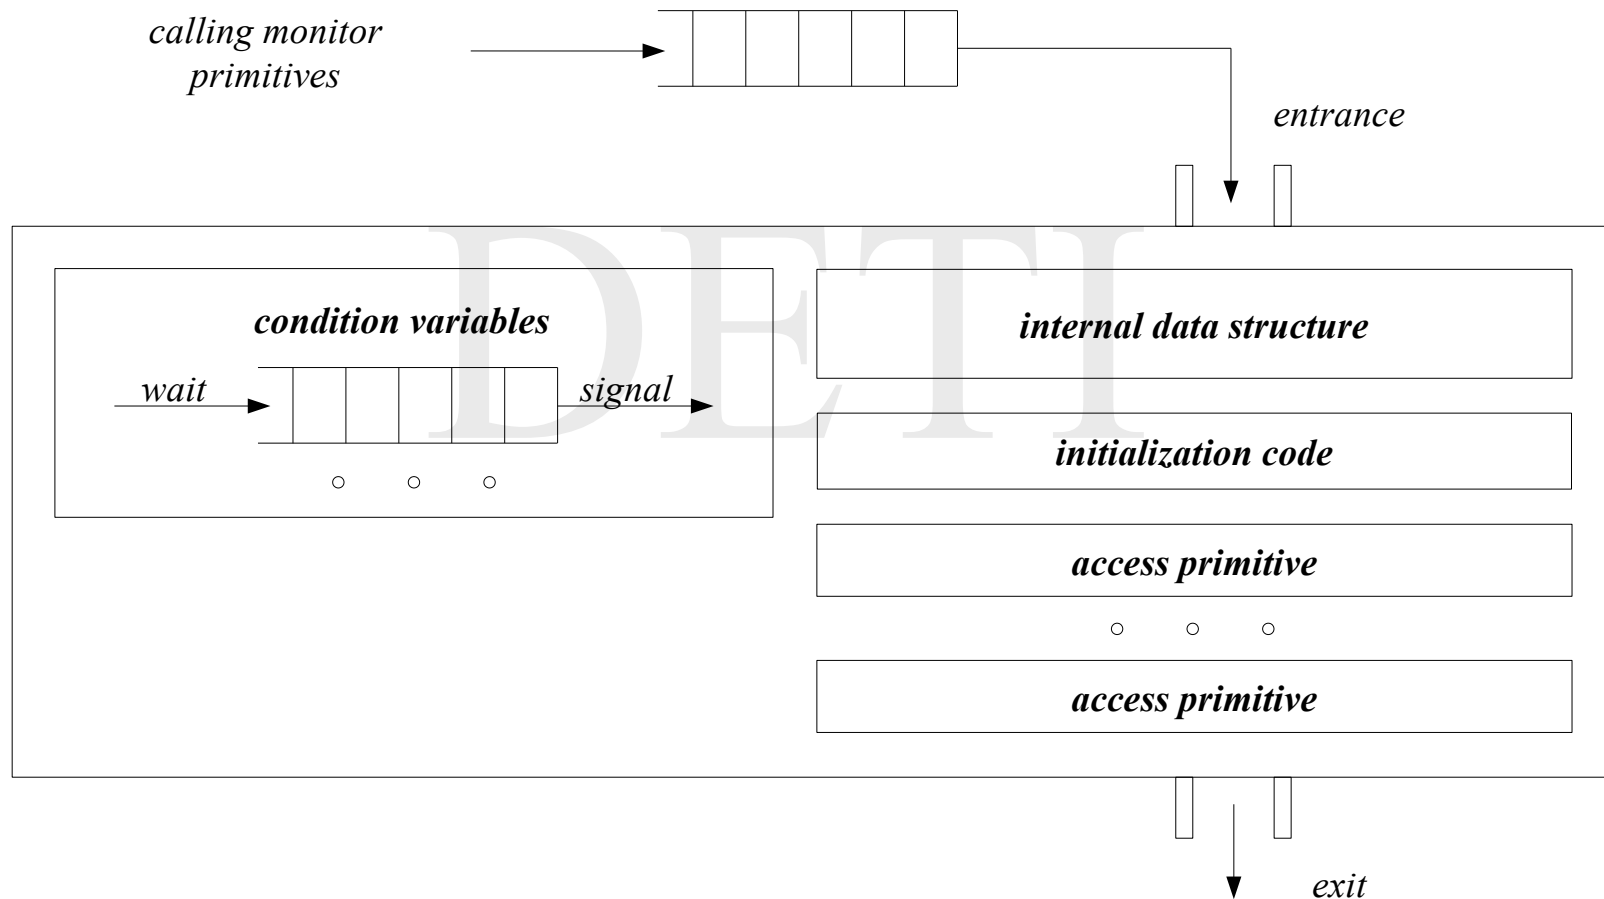 calling monitor
primitives
entrance
DETI
condition variables
wait
signal
internal data structure
initialization code
access primitive
access primitive
exit